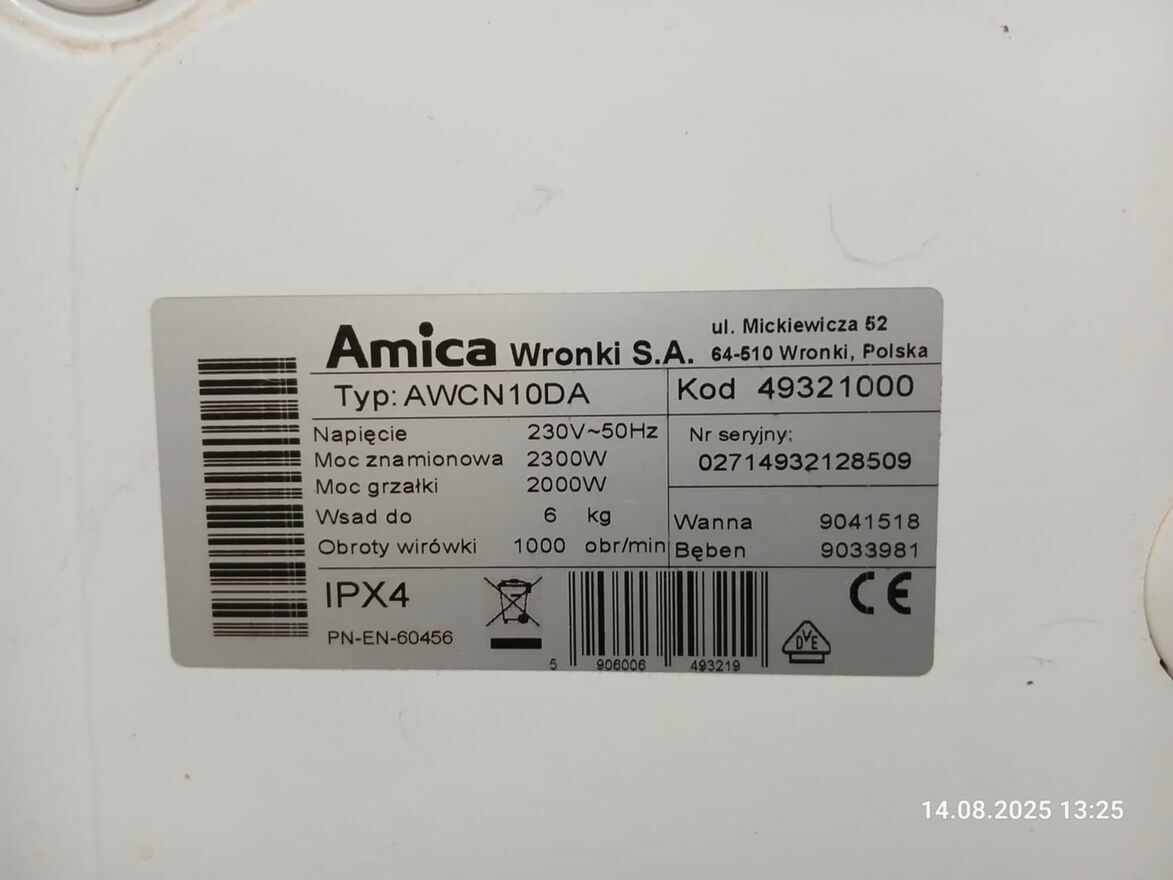 Amica Wronki S.A.
ul. Mickiewicza 52
64-510 Wronki, Polska
Typ: AWCN10DA
Kod 49321000
Napięcie 230V~50Hz
Moc znamionowa 2300W
Moc grzałki 2000W
Wsad do 6 kg
Obroty wirówki 1000 obr/min
Nr seryjny:
02714932128509
Wanna 9041518
Bęben 9033981
IPX4
PN-EN-60456
5 906006 493219
DVE
CE
14.08.2025 13:25